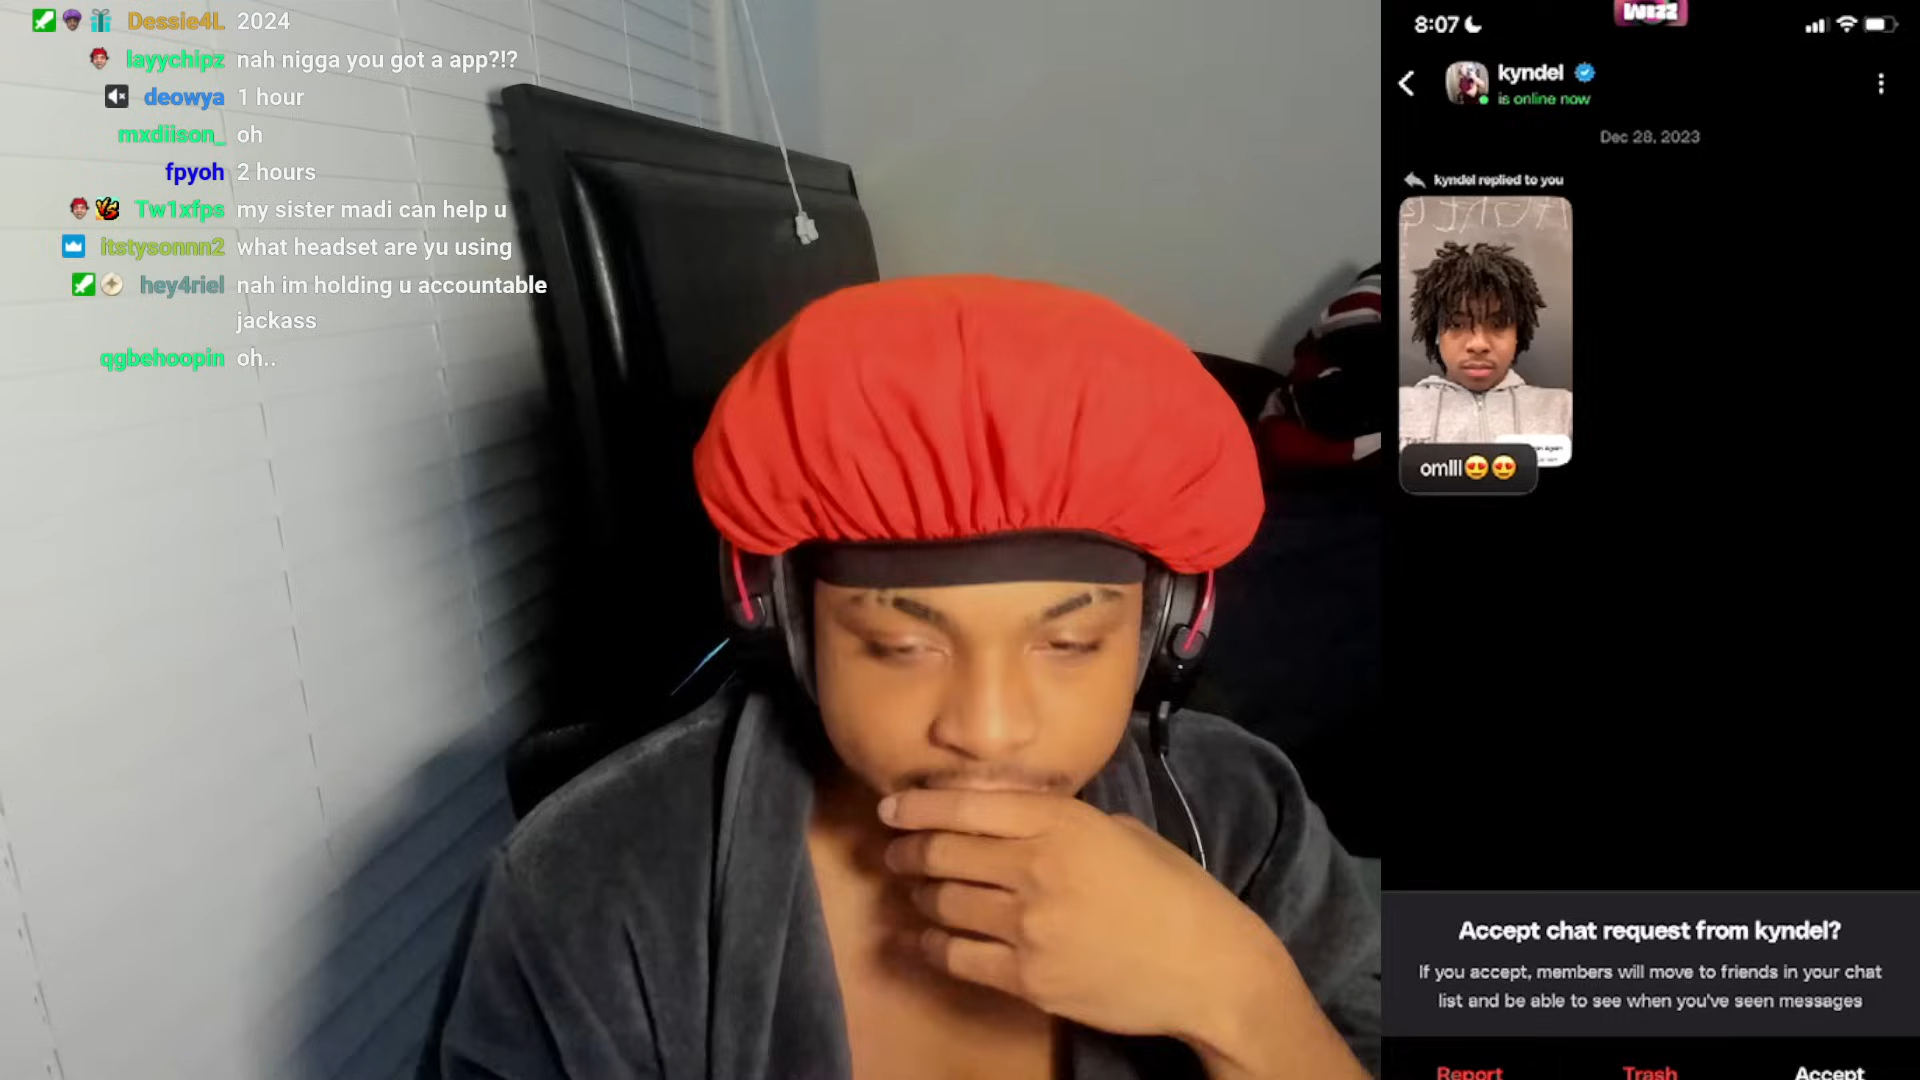 Dessie4L 2024
layychipz nah nigga you got a app?!?
deowya 1 hour
mxdiison_ oh
fpyoh 2 hours
Tw1xfps my sister madi can help u
itstysonnn2 what headset are yu using
hey4riel nah im holding u accountable
jackass
qgbehoopin oh..
8:07
Wizz
kyndel
is online now
Dec 28, 2023
kyndel replied to you
omlll😍😍
Accept chat request from kyndel?
If you accept, members will move to friends in your chat
list and be able to see when you've seen messages
Report Trash Accept